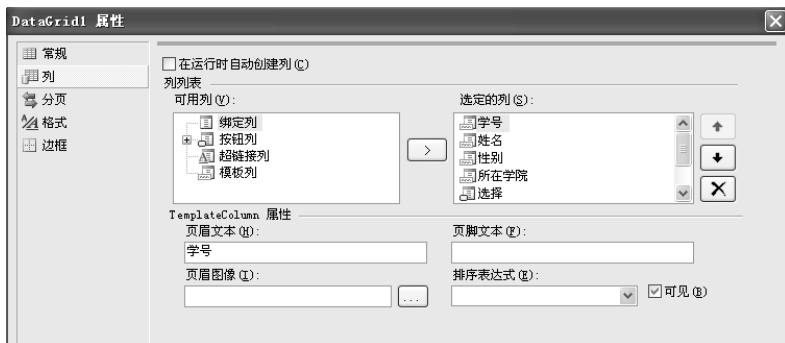 DataGrid1 属性
常规
列
分页
格式
边框
在运行时自动创建列(C)
列列表
可用列(V):
绑定列
按钮列
超链接列
模板列
>
选定的列(S):
学号
姓名
性别
所在学院
选择
TemplateColumn 属性
页眉文本(H):
学号
页脚文本(F):
页眉图像(I):
...
排序表达式(E):
可见(B)